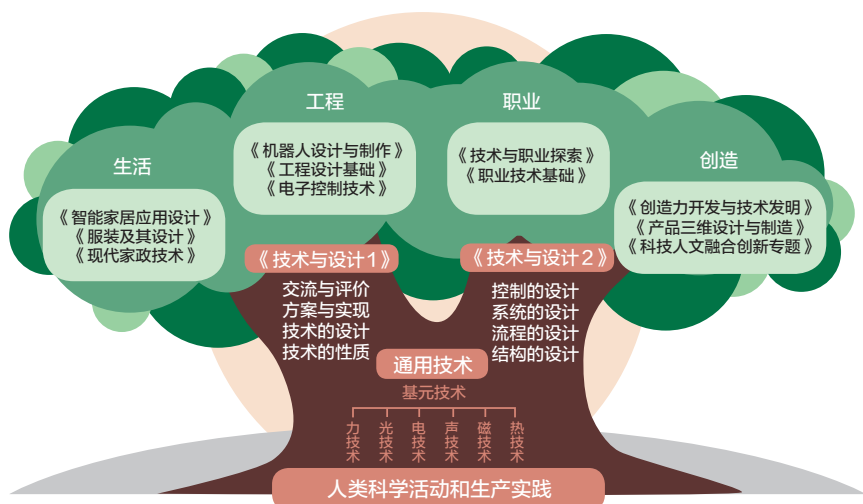 工程
《 机器人设计与制作 》
《 工程设计基础 》
《 电子控制技术 》
职业
《 技术与职业探索 》
《 职业技术基础 》
生活
《 智能家居应用设计 》
《 服装及其设计 》
《 现代家政技术 》
创造
《 创造力开发与技术发明 》
《 产品三维设计与制造 》
《 科技人文融合创新专题 》
《 技术与设计1 》
交流与评价
方案与实现
技术的设计
技术的性质
《 技术与设计2 》
控制的设计
系统的设计
流程的设计
结构的设计
通用技术
基元技术
力技术
光技术
电技术
声技术
磁技术
热技术
人类科学活动和生产实践